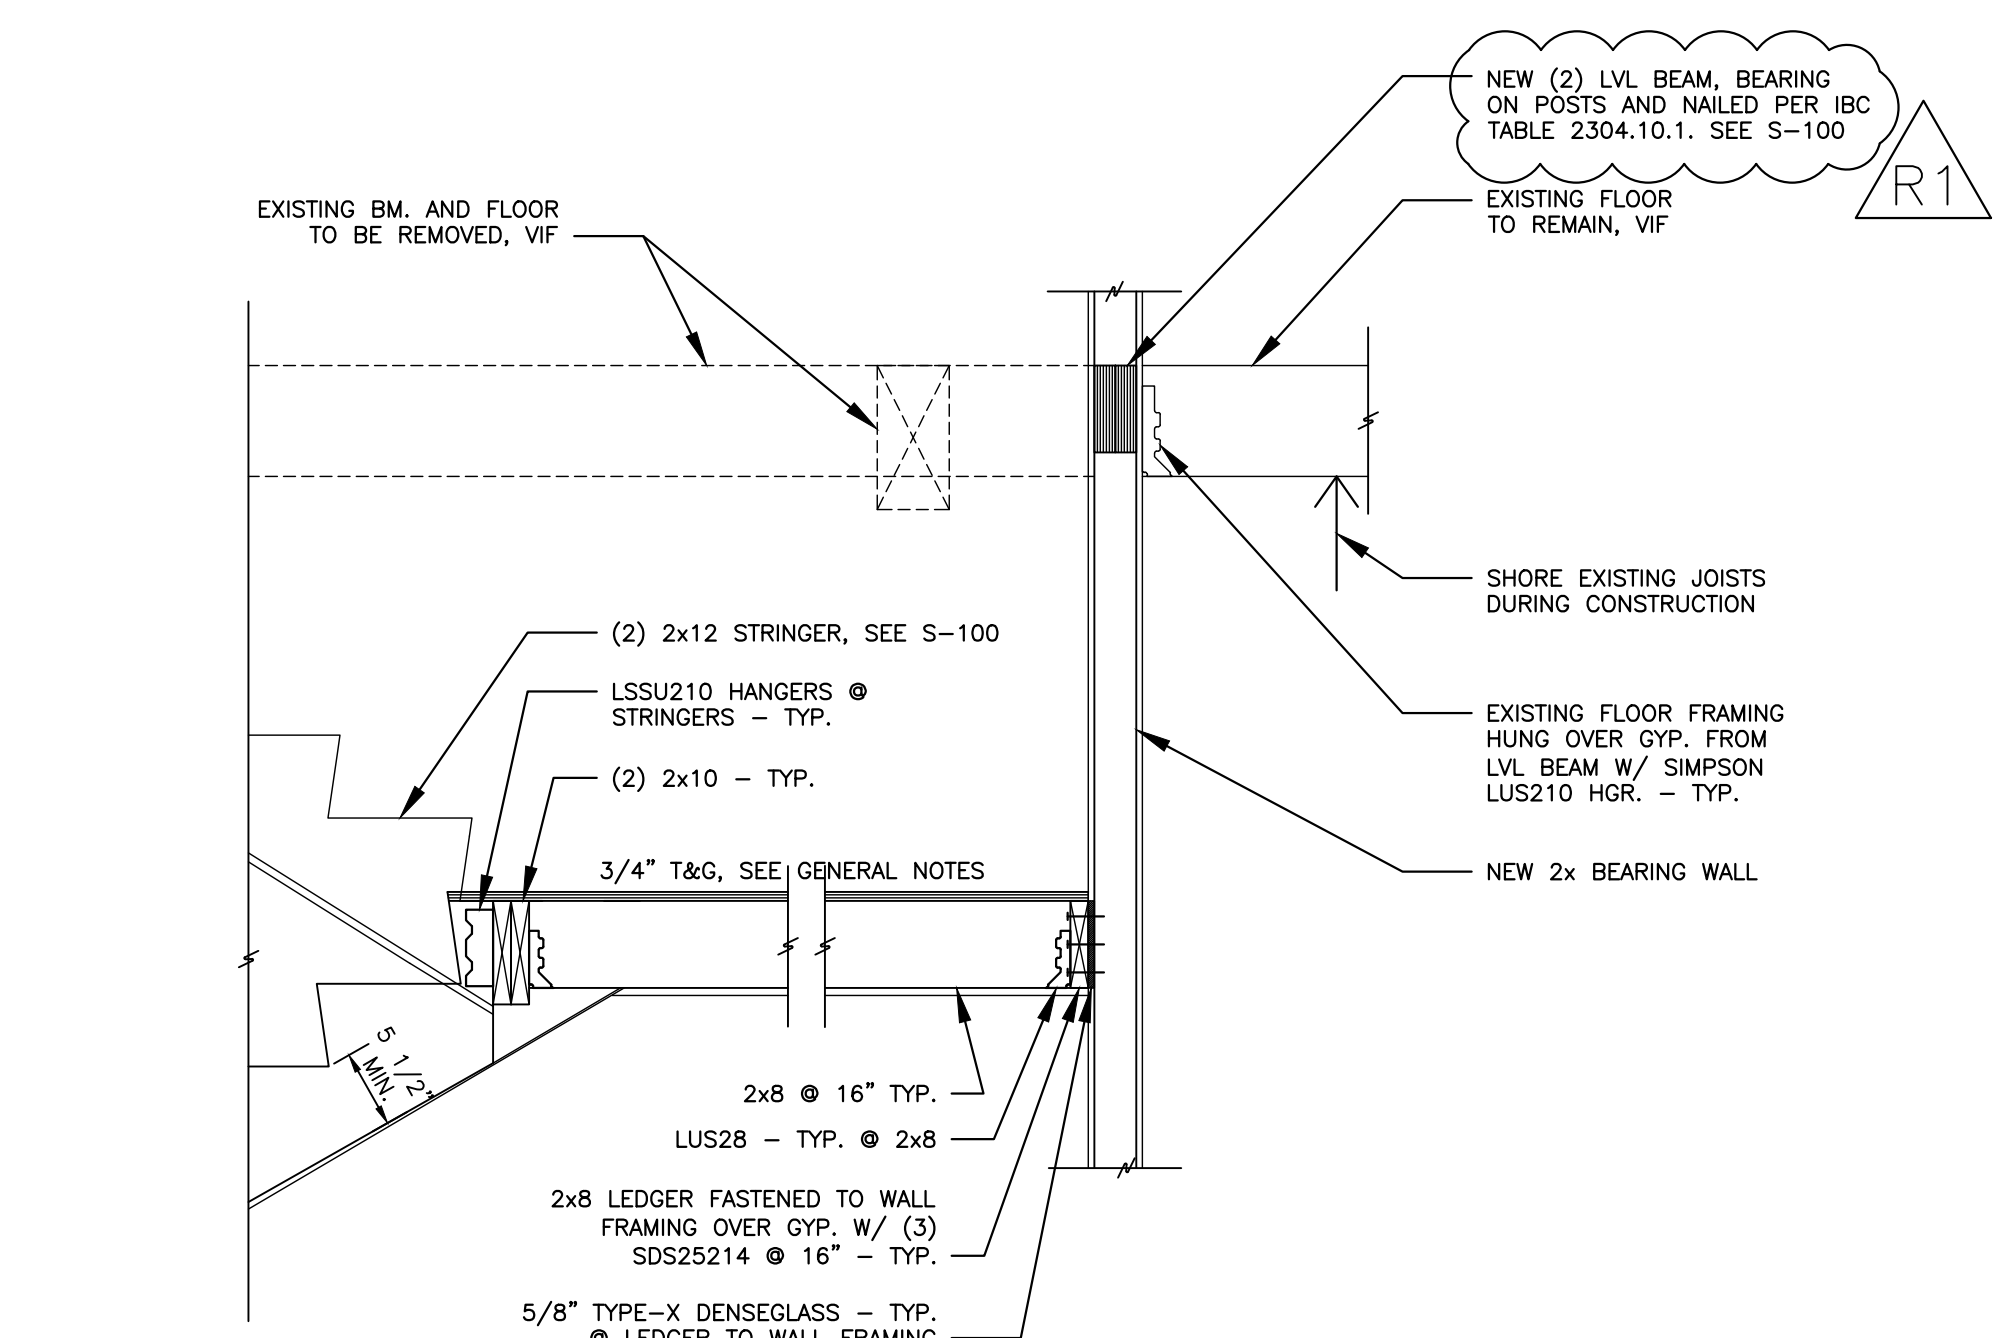 NEW (2) LVL BEAM, BEARING
ON POSTS AND NAILED PER IBC
TABLE 2304.10.1. SEE S-100
R1
EXISTING FLOOR
TO REMAIN, VIF
EXISTING BM. AND FLOOR
TO BE REMOVED, VIF
SHORE EXISTING JOISTS
DURING CONSTRUCTION
(2) 2x12 STRINGER, SEE S-100
LSSU210 HANGERS @
STRINGERS - TYP.
(2) 2x10 - TYP.
EXISTING FLOOR FRAMING
HUNG OVER GYP. FROM
LVL BEAM W/ SIMPSON
LUS210 HGR. - TYP.
3/4" T&G, SEE GENERAL NOTES
NEW 2x BEARING WALL
5 1/2"
MIN.
2x8 @ 16" TYP.
LUS28 - TYP. @ 2x8
2x8 LEDGER FASTENED TO WALL
FRAMING OVER GYP. W/ (3)
SDS25214 @ 16" - TYP.
5/8" TYPE-X DENSEGLASS - TYP.
@ LEDGER TO WALL FRAMING